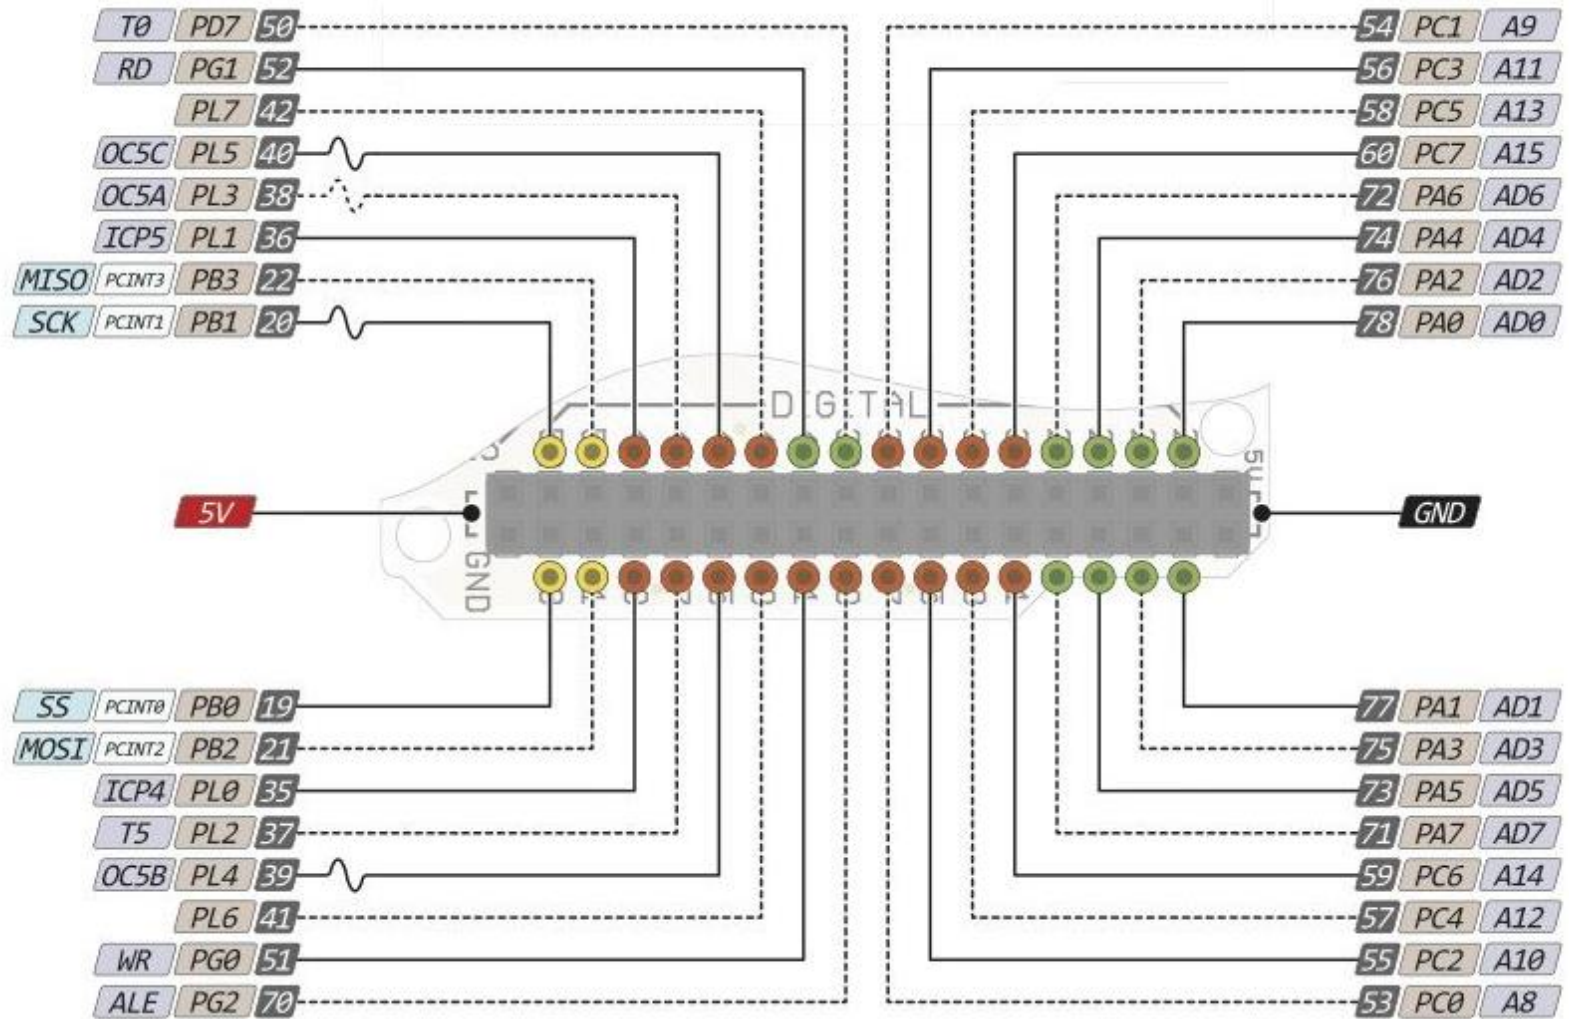 T0 PD7 50
RD PG1 52
PL7 42
OC5C PL5 40
OC5A PL3 38
ICP5 PL1 36
MISO PCINT3 PB3 22
SCK PCINT1 PB1 20
54 PC1 A9
56 PC3 A11
58 PC5 A13
60 PC7 A15
72 PA6 AD6
74 PA4 AD4
76 PA2 AD2
78 PA0 AD0
DIGITAL
5V
5V
GND
GND
SS PCINT0 PB0 19
MOSI PCINT2 PB2 21
ICP4 PL0 35
T5 PL2 37
OC5B PL4 39
PL6 41
WR PG0 51
ALE PG2 70
77 PA1 AD1
75 PA3 AD3
73 PA5 AD5
71 PA7 AD7
59 PC6 A14
57 PC4 A12
55 PC2 A10
53 PC0 A8